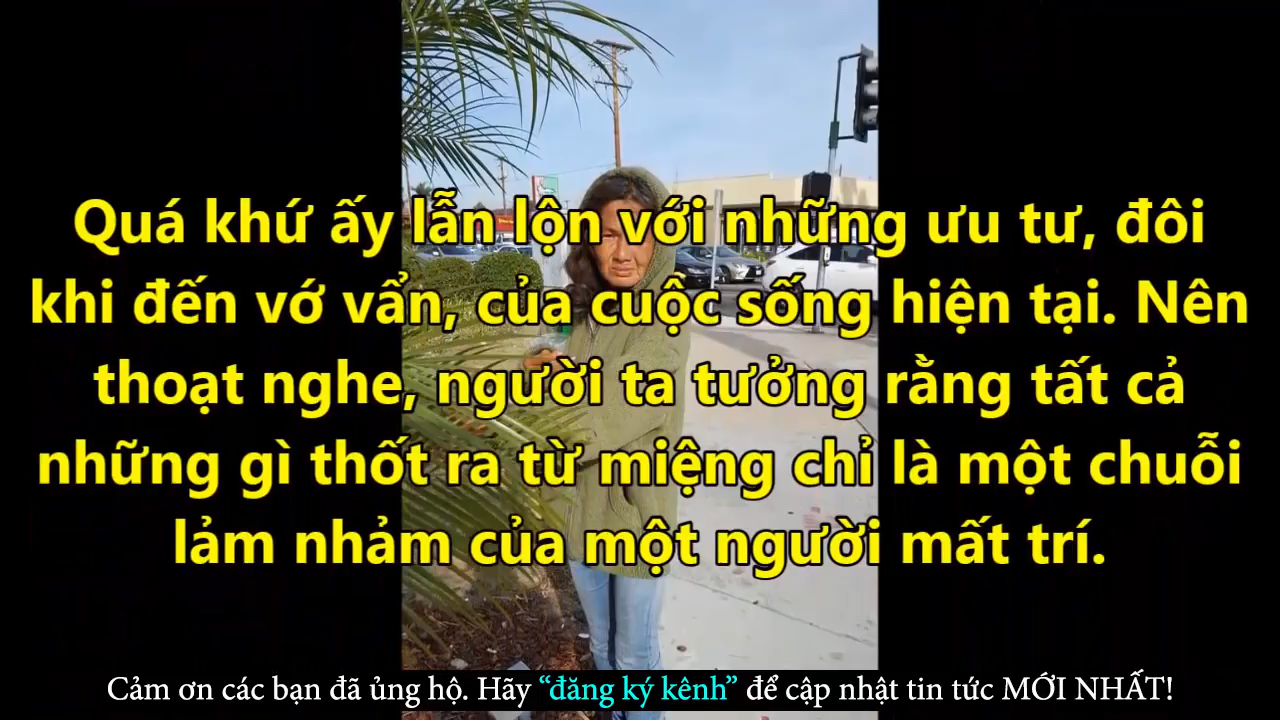 Quá khứ ấy lẫn lộn với những ưu tư, đôi
khi đến vớ vẩn, của cuộc sống hiện tại. Nên
thoạt nghe, người ta tưởng rằng tất cả
những gì thốt ra từ miệng chỉ là một chuỗi
lảm nhảm của một người mất trí.
Cảm ơn các bạn đã ủng hộ. Hãy “đăng ký kênh” để cập nhật tin tức MỚI NHẤT!